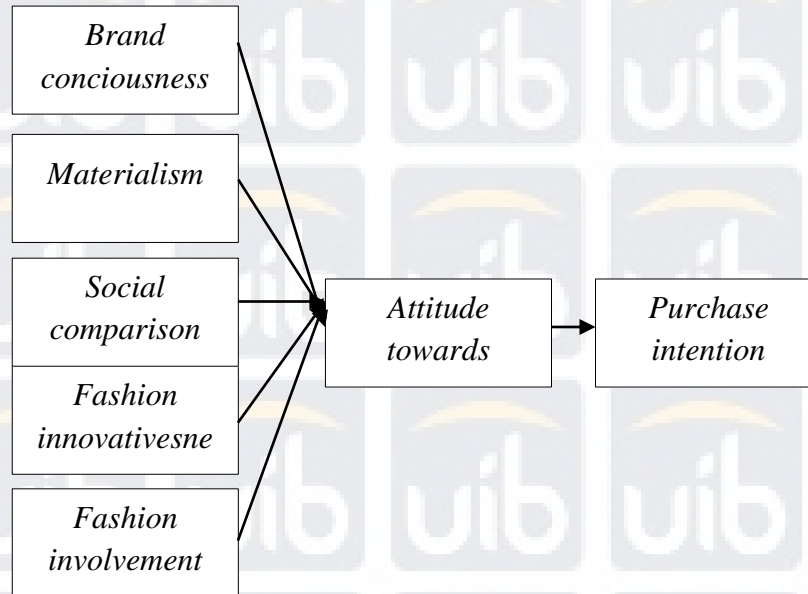 Brand
conciousness
Materialism
Social
comparison
Fashion
innovativesne
Fashion
involvement
Attitude
towards
Purchase
intention
uib
uib
uib
uib
uib
uib
uib
uib